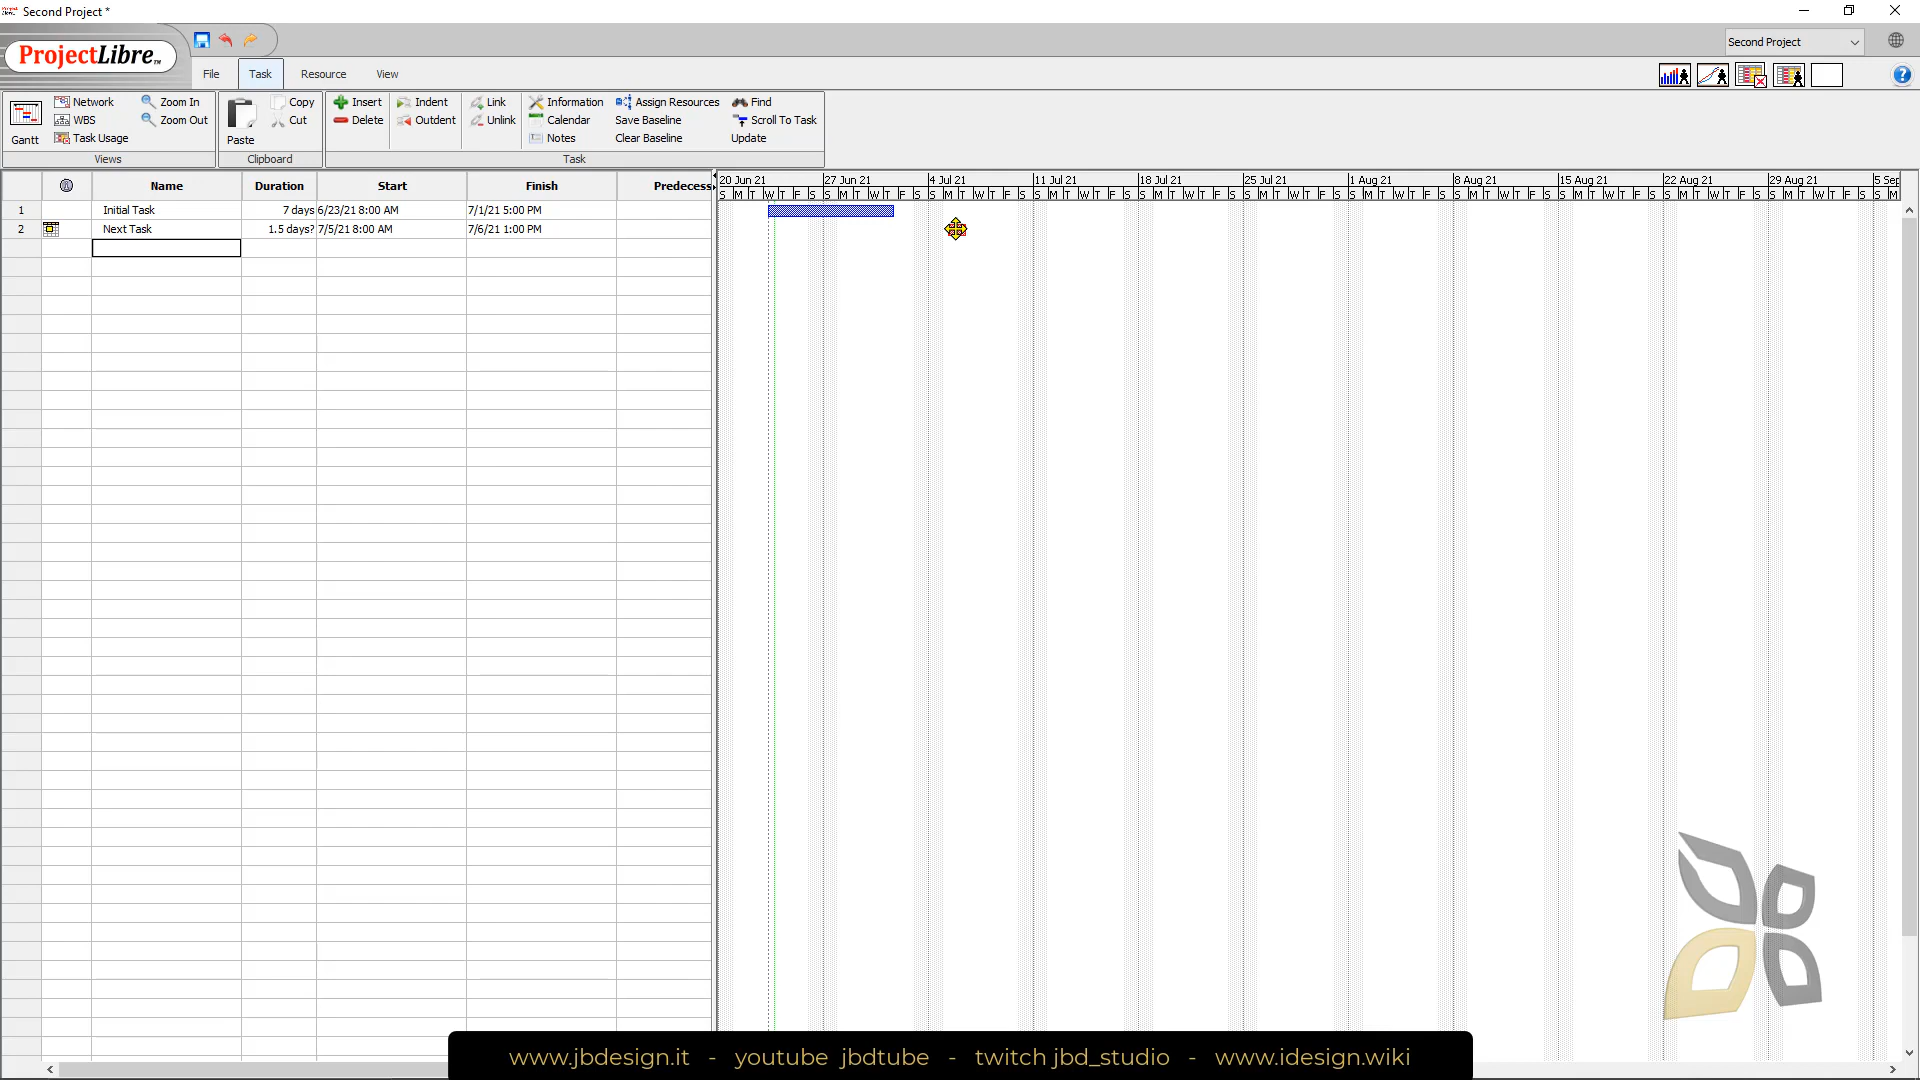 Second Project *
ProjectLibre™
Second Project
File Task Resource View
Network Zoom In Copy Insert Indent Link Information Assign Resources Find
WBS Zoom Out Cut Delete Outdent Unlink Calendar Save Baseline Scroll To Task
Gantt Task Usage Paste Notes Clear Baseline Update
Views Clipboard Task
Name Duration Start Finish Predecess
20 Jun 21 27 Jun 21 4 Jul 21 11 Jul 21 18 Jul 21 25 Jul 21 1 Aug 21 8 Aug 21 15 Aug 21 22 Aug 21 29 Aug 21 5 Sep
S M T W T F S S M T W T F S S M T W T F S S M T W T F S S M T W T F S S M T W T F S S M T W T F S S M T W T F S S M T W T F S S M T W T F S S M T W T F S S M
1 Initial Task 7 days 6/23/21 8:00 AM 7/1/21 5:00 PM
2 Next Task 1.5 days? 7/5/21 8:00 AM 7/6/21 1:00 PM
www.jbdesign.it - youtube jbdtube - twitch jbd_studio - www.idesign.wiki